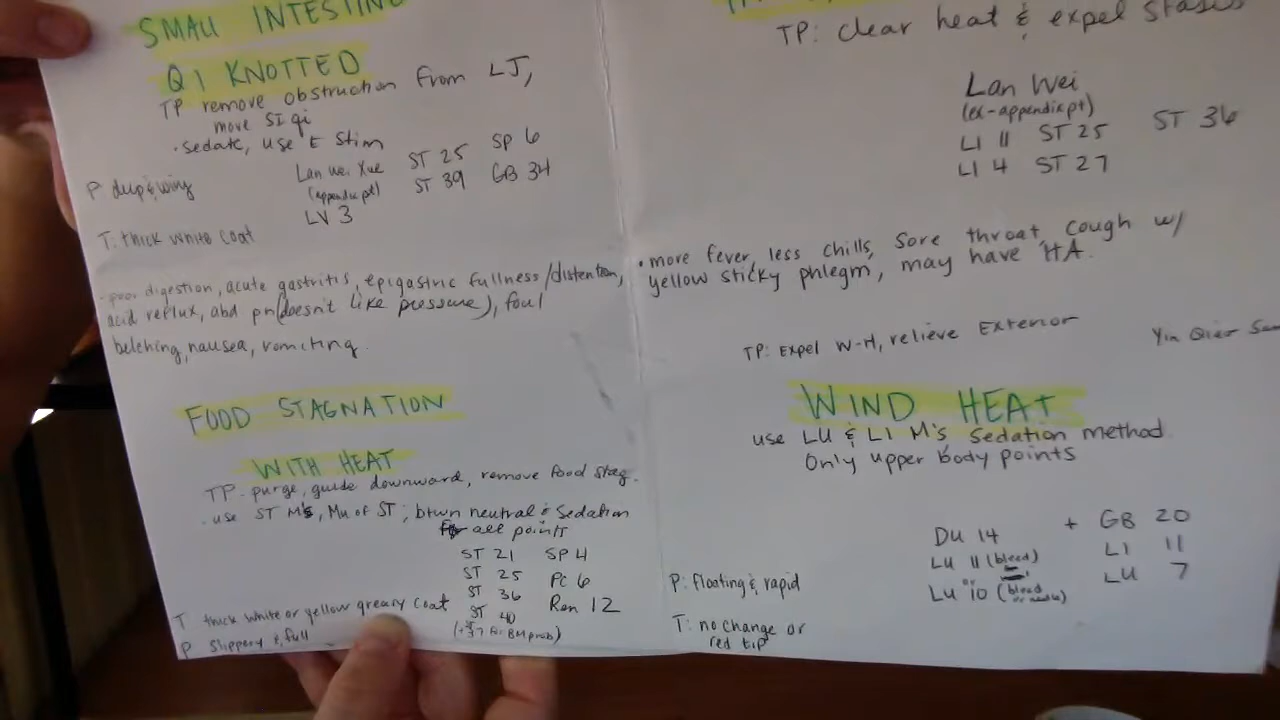 SMALL INTESTINE
QI KNOTTED
TP remove obstruction from LJ,
move SI qi
• sedate, use E Stim
Lan wei Xue ST 25 SP 6
(appendix pt) ST 39 GB 34
LV 3
P deep & wiry
T: thick white coat
• poor digestion, acute gastritis, epigastric fullness/distention,
acid reflux, abd pn (doesn't like pressure), foul
belching, nausea, vomiting.
FOOD STAGNATION
WITH HEAT
TP - purge, guide downward, remove food stag.
• use ST M's, Mu of ST; btwn neutral & Sedation
all points
ST 21 SP 4
ST 25 PC 6
ST 36 Ren 12
ST 40
T thick white or yellow greasy coat
P slippery & full
TP: clear heat & expel stasis
Lan Wei
(ex-appendix pt)
LI 11 ST 25 ST 36
LI 4 ST 27
• more fever, less chills, sore throat, cough w/
yellow sticky phlegm, may have HA.
TP: Expel W-H, relieve Exterior
Yin Qiao San
WIND HEAT
use LU & LI M's, Sedation method
Only upper body points
Du 14 + GB 20
LU 11 (bleed) LI 11
or
LU 10 (bleed LU 7
P: floating & rapid
T: no change or
red tip